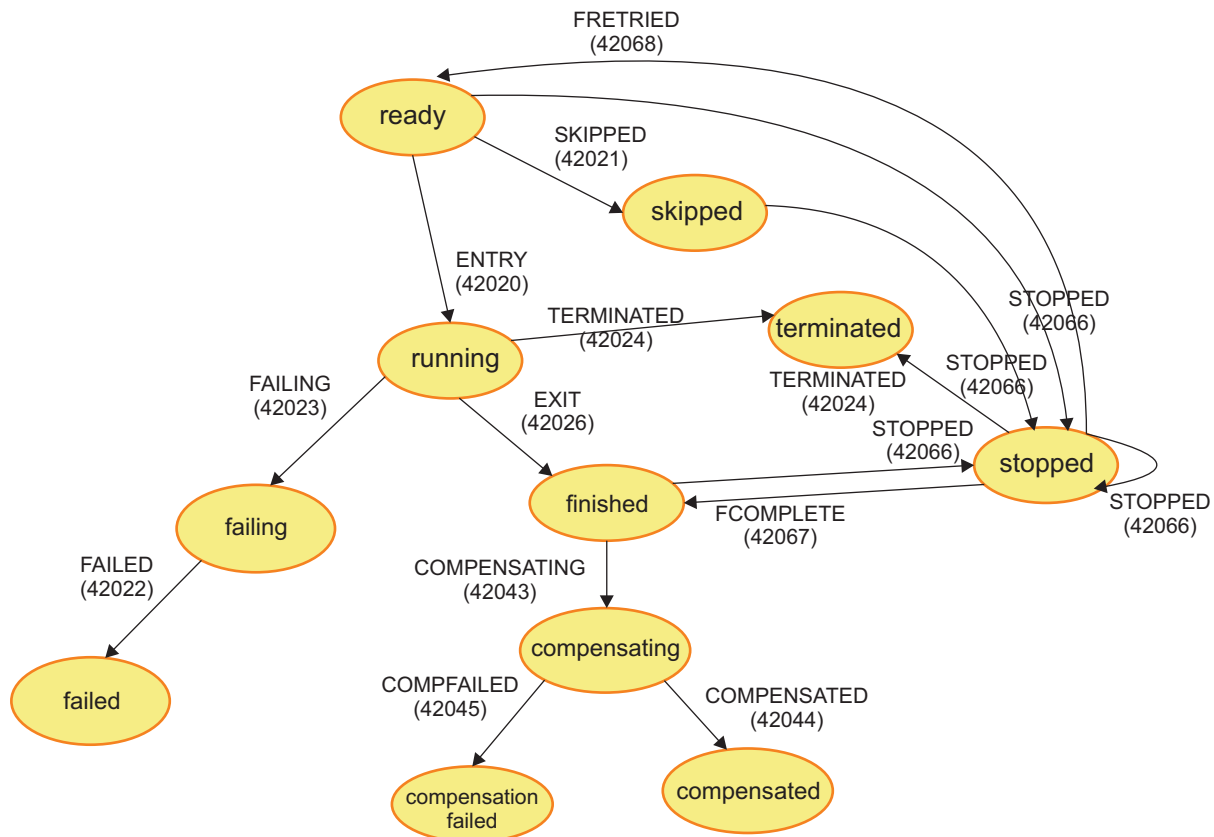 FRETRIED
(42068)
ready
SKIPPED
(42021)
skipped
ENTRY
(42020)
TERMINATED
(42024)
terminated
STOPPED
(42066)
running
STOPPED
(42066)
TERMINATED
(42024)
FAILING
(42023)
EXIT
(42026)
STOPPED
(42066)
stopped
finished
STOPPED
(42066)
FCOMPLETE
(42067)
failing
FAILED
(42022)
COMPENSATING
(42043)
compensating
failed
COMPFAILED
(42045)
COMPENSATED
(42044)
compensation
failed
compensated